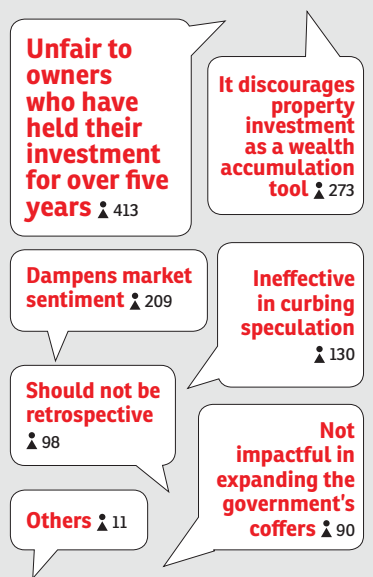 Unfair to
owners
who have
held their
investment
for over five
years 413
It discourages
property
investment
as a wealth
accumulation
tool 273
Dampens market
sentiment 209
Ineffective
in curbing
speculation
130
Should not be
retrospective
98
Not
impactful in
expanding the
government's
coffers 90
Others 11